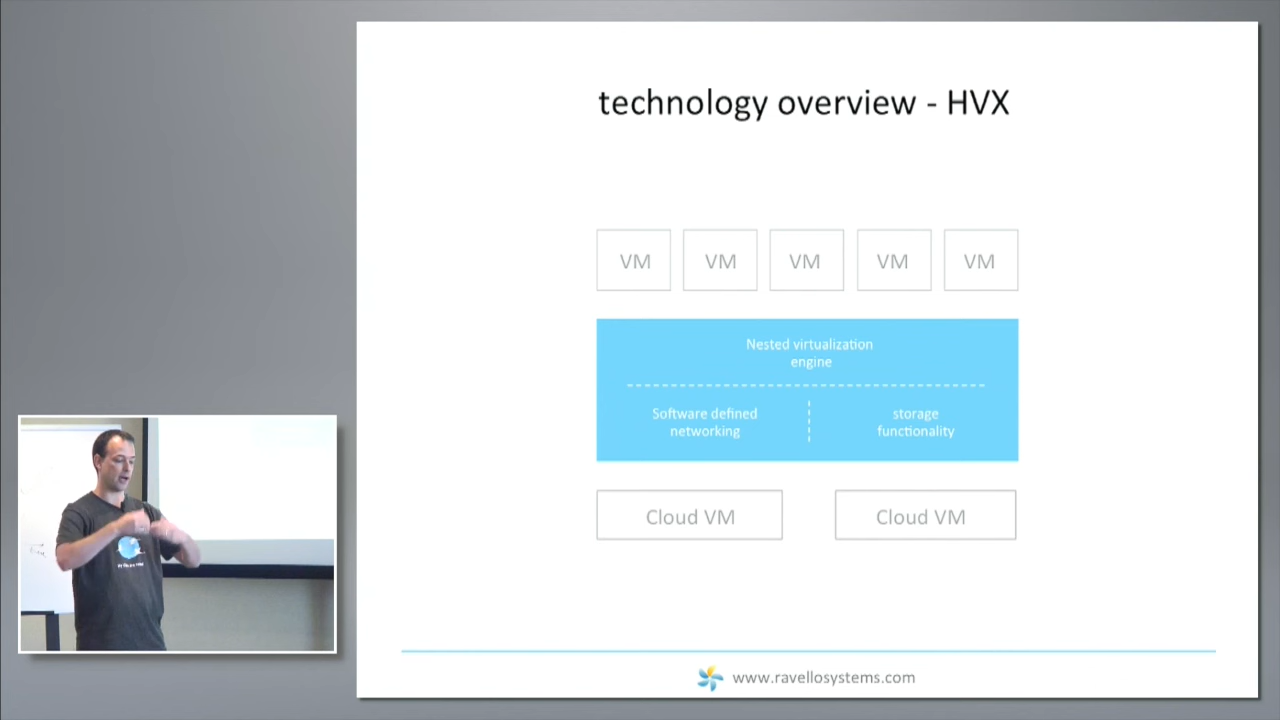 technology overview - HVX
VM VM VM VM VM
Nested virtualization
engine
Software defined
networking
storage
functionality
Cloud VM Cloud VM
www.ravellosystems.com